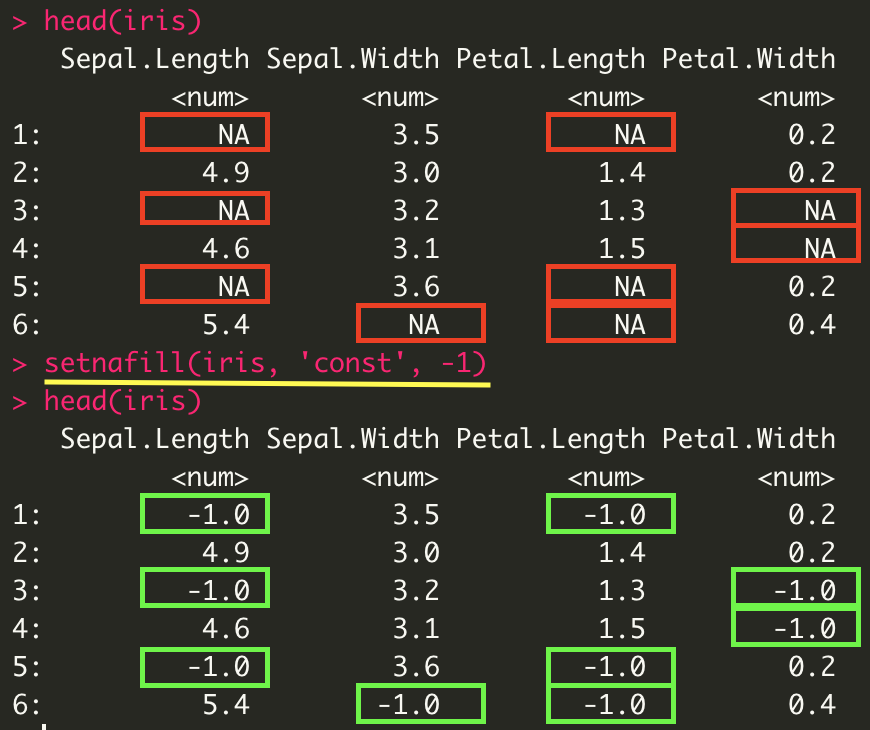 > head(iris)
Sepal.Length Sepal.Width Petal.Length Petal.Width
<num> <num> <num> <num>
1: NA 3.5 NA 0.2
2: 4.9 3.0 1.4 0.2
3: NA 3.2 1.3 NA
4: 4.6 3.1 1.5 NA
5: NA 3.6 NA 0.2
6: 5.4 NA NA 0.4
> setnafill(iris, 'const', -1)
> head(iris)
Sepal.Length Sepal.Width Petal.Length Petal.Width
<num> <num> <num> <num>
1: -1.0 3.5 -1.0 0.2
2: 4.9 3.0 1.4 0.2
3: -1.0 3.2 1.3 -1.0
4: 4.6 3.1 1.5 -1.0
5: -1.0 3.6 -1.0 0.2
6: 5.4 -1.0 -1.0 0.4